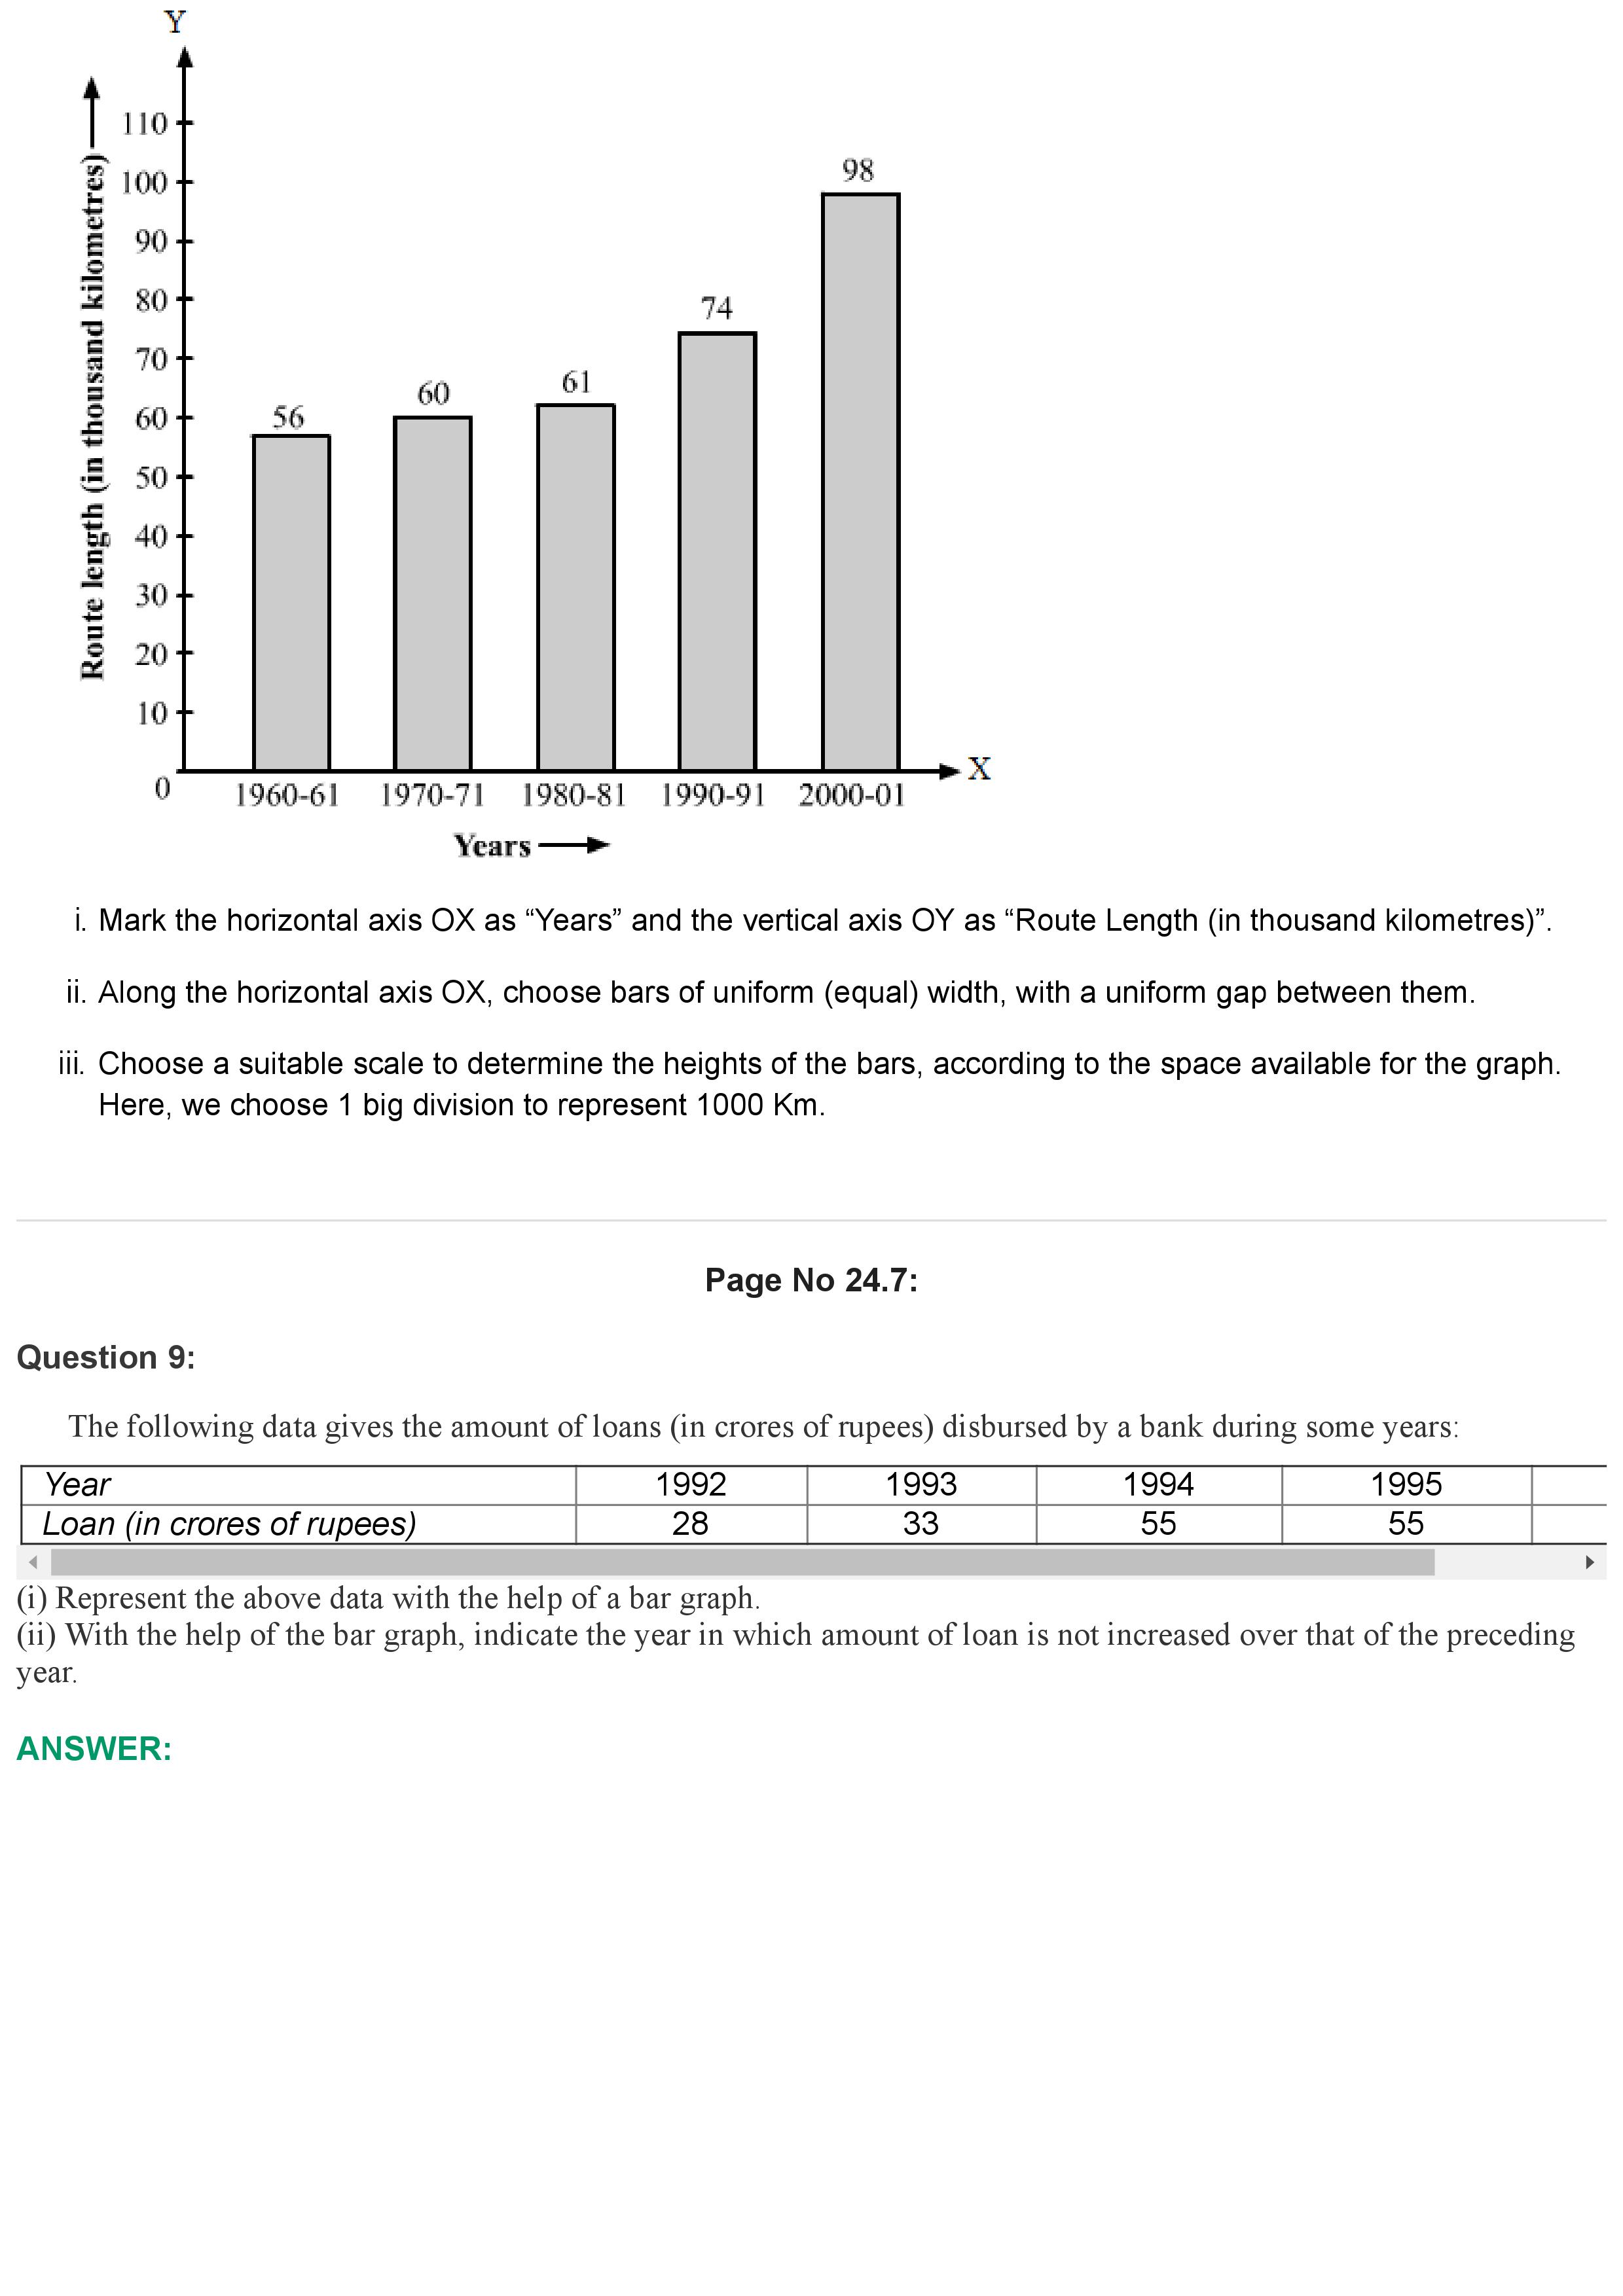 Y
Route length (in thousand kilometres)
110
100
90
80
70
60
50
40
30
20
10
0
56
60
61
74
98
X
1960-61 1970-71 1980-81 1990-91 2000-01
Years
i. Mark the horizontal axis OX as “Years” and the vertical axis OY as “Route Length (in thousand kilometres)”.
ii. Along the horizontal axis OX, choose bars of uniform (equal) width, with a uniform gap between them.
iii. Choose a suitable scale to determine the heights of the bars, according to the space available for the graph.
Here, we choose 1 big division to represent 1000 Km.
Page No 24.7:
Question 9:
The following data gives the amount of loans (in crores of rupees) disbursed by a bank during some years:
Year 1992 1993 1994 1995
Loan (in crores of rupees) 28 33 55 55
(i) Represent the above data with the help of a bar graph.
(ii) With the help of the bar graph, indicate the year in which amount of loan is not increased over that of the preceding
year.
ANSWER: